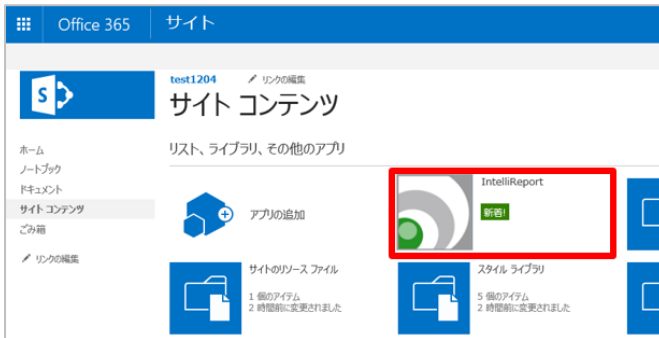 Office 365 サイト
test1204 リンクの編集
サイト コンテンツ
ホーム
ノートブック
ドキュメント
サイト コンテンツ
ごみ箱
リンクの編集
リスト、ライブラリ、その他のアプリ
アプリの追加
IntelliReport
新着!
サイトのリソース ファイル
1 個のアイテム
2 時間前に変更されました
スタイル ライブラリ
5 個のアイテム
2 時間前に変更されました